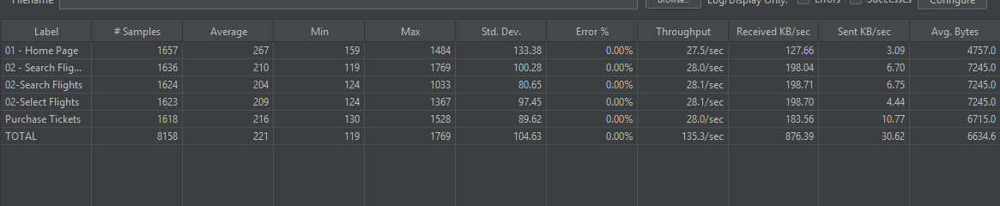 Filename Browse... Log/Display Only: Errors Successes Configure
Label # Samples Average Min Max Std. Dev. Error % Throughput Received KB/sec Sent KB/sec Avg. Bytes
01 - Home Page 1657 267 159 1484 133.38 0.00% 27.5/sec 127.66 3.09 4757.0
02 - Search Flig... 1636 210 119 1769 100.28 0.00% 28.0/sec 198.04 6.70 7245.0
02-Search Flights 1624 204 124 1033 80.65 0.00% 28.1/sec 198.71 6.75 7245.0
02-Select Flights 1623 209 124 1367 97.45 0.00% 28.1/sec 198.70 4.44 7245.0
Purchase Tickets 1618 216 130 1528 89.62 0.00% 28.0/sec 183.56 10.77 6715.0
TOTAL 8158 221 119 1769 104.63 0.00% 135.3/sec 876.39 30.62 6634.6